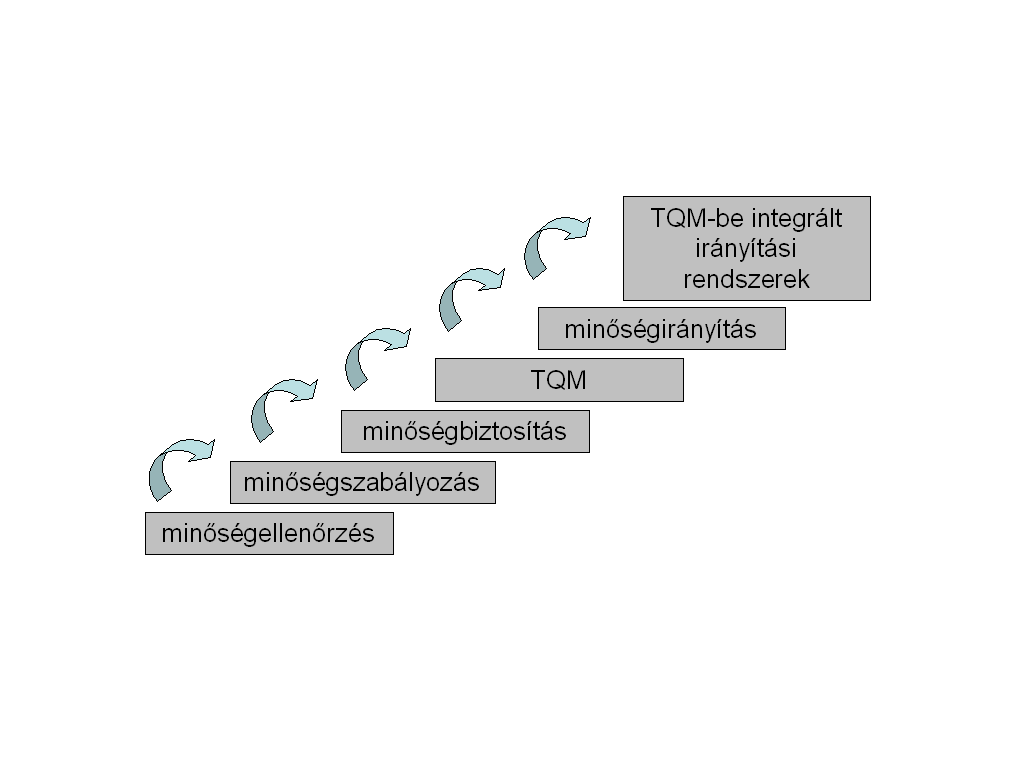 TQM-be integrált
irányítási
rendszerek
minőségirányítás
TQM
minőségbiztosítás
minőségszabályozás
minőségellenőrzés